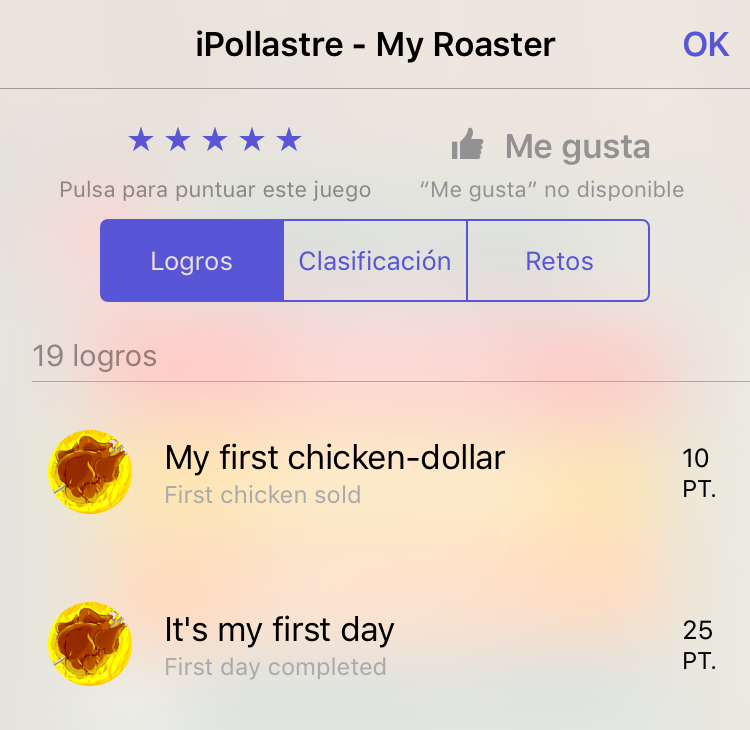 iPollastre - My Roaster
OK
★★★★★
Me gusta
Pulsa para puntuar este juego
“Me gusta” no disponible
Logros
Clasificación
Retos
19 logros
My first chicken-dollar
First chicken sold
10
PT.
It's my first day
First day completed
25
PT.